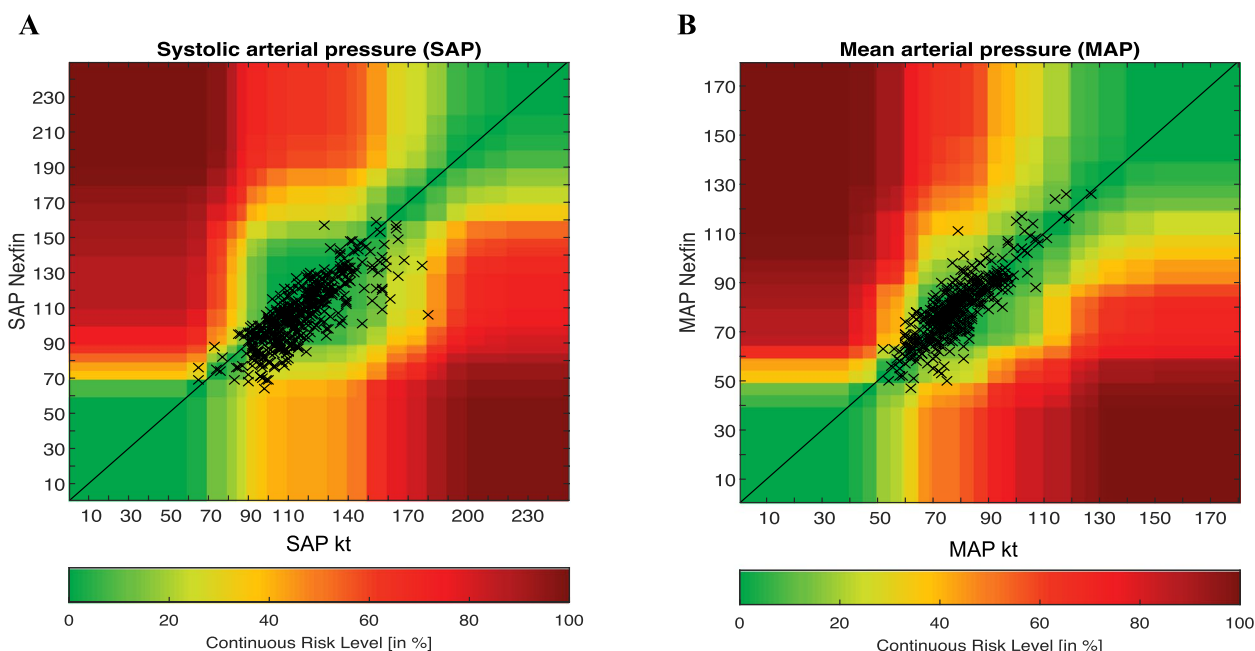 A
Systolic arterial pressure (SAP)
SAP Nexfin
230
210
190
170
150
130
110
90
70
50
30
10
10 30 50 70 90 110 140 170 200 230
SAP kt
0 20 40 60 80 100
Continuous Risk Level [in %]
B
Mean arterial pressure (MAP)
MAP Nexfin
170
150
130
110
90
70
50
30
10
10 30 50 70 90 110 130 150 170
MAP kt
0 20 40 60 80 100
Continuous Risk Level [in %]